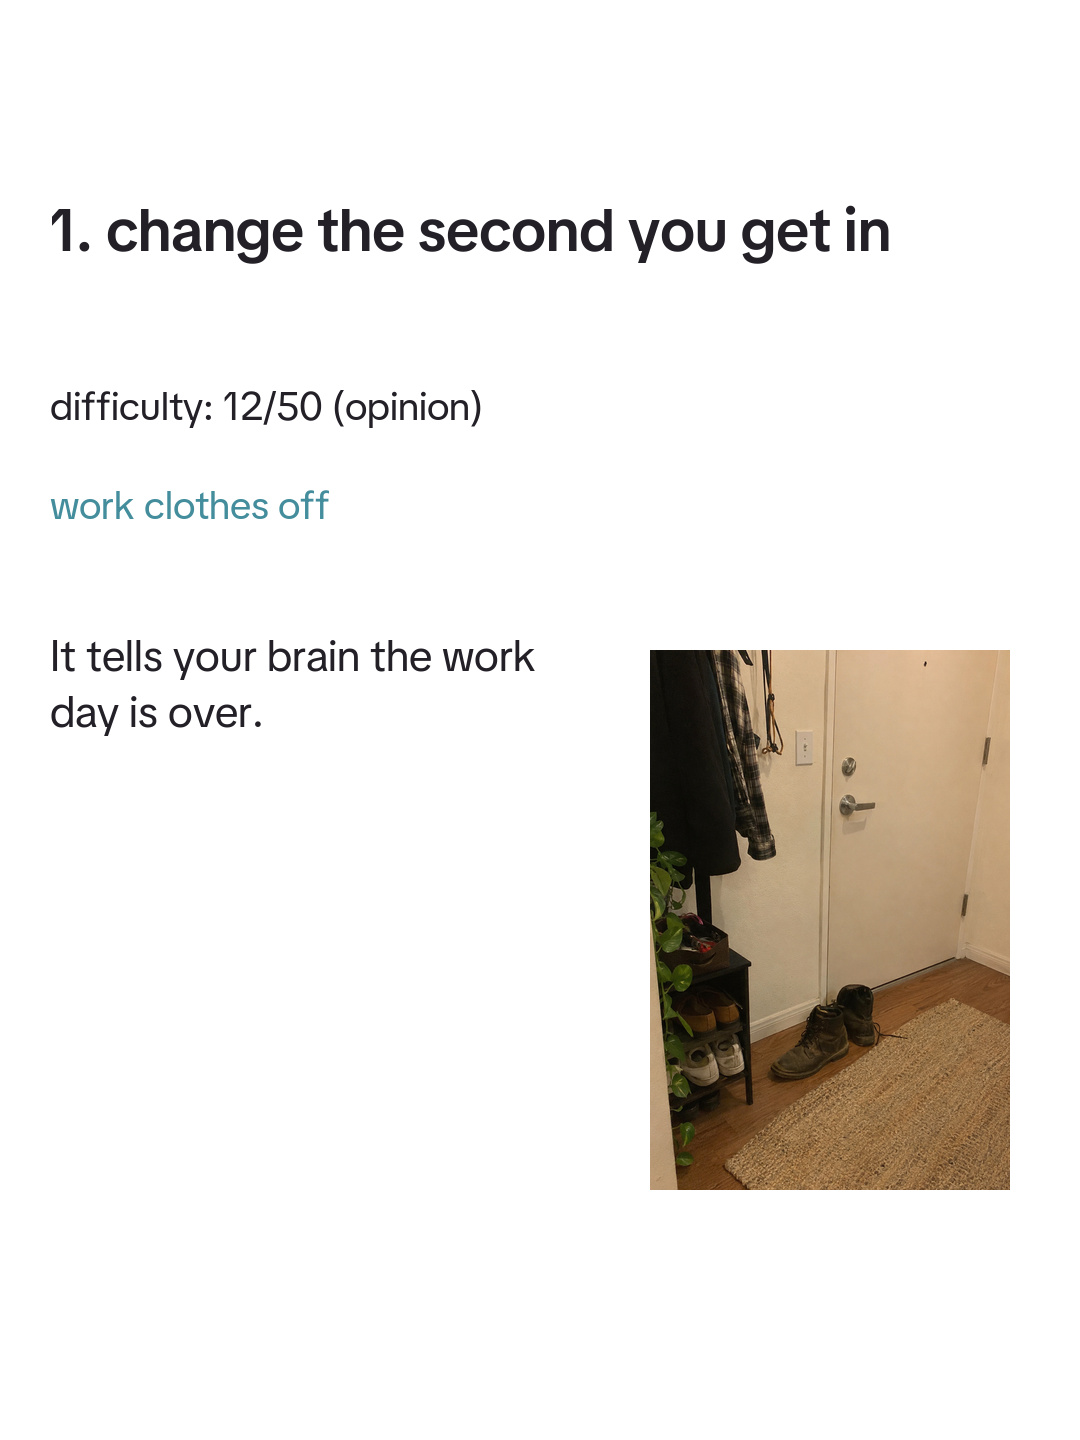 1. change the second you get in
difficulty: 12/50 (opinion)
work clothes off
It tells your brain the work
day is over.